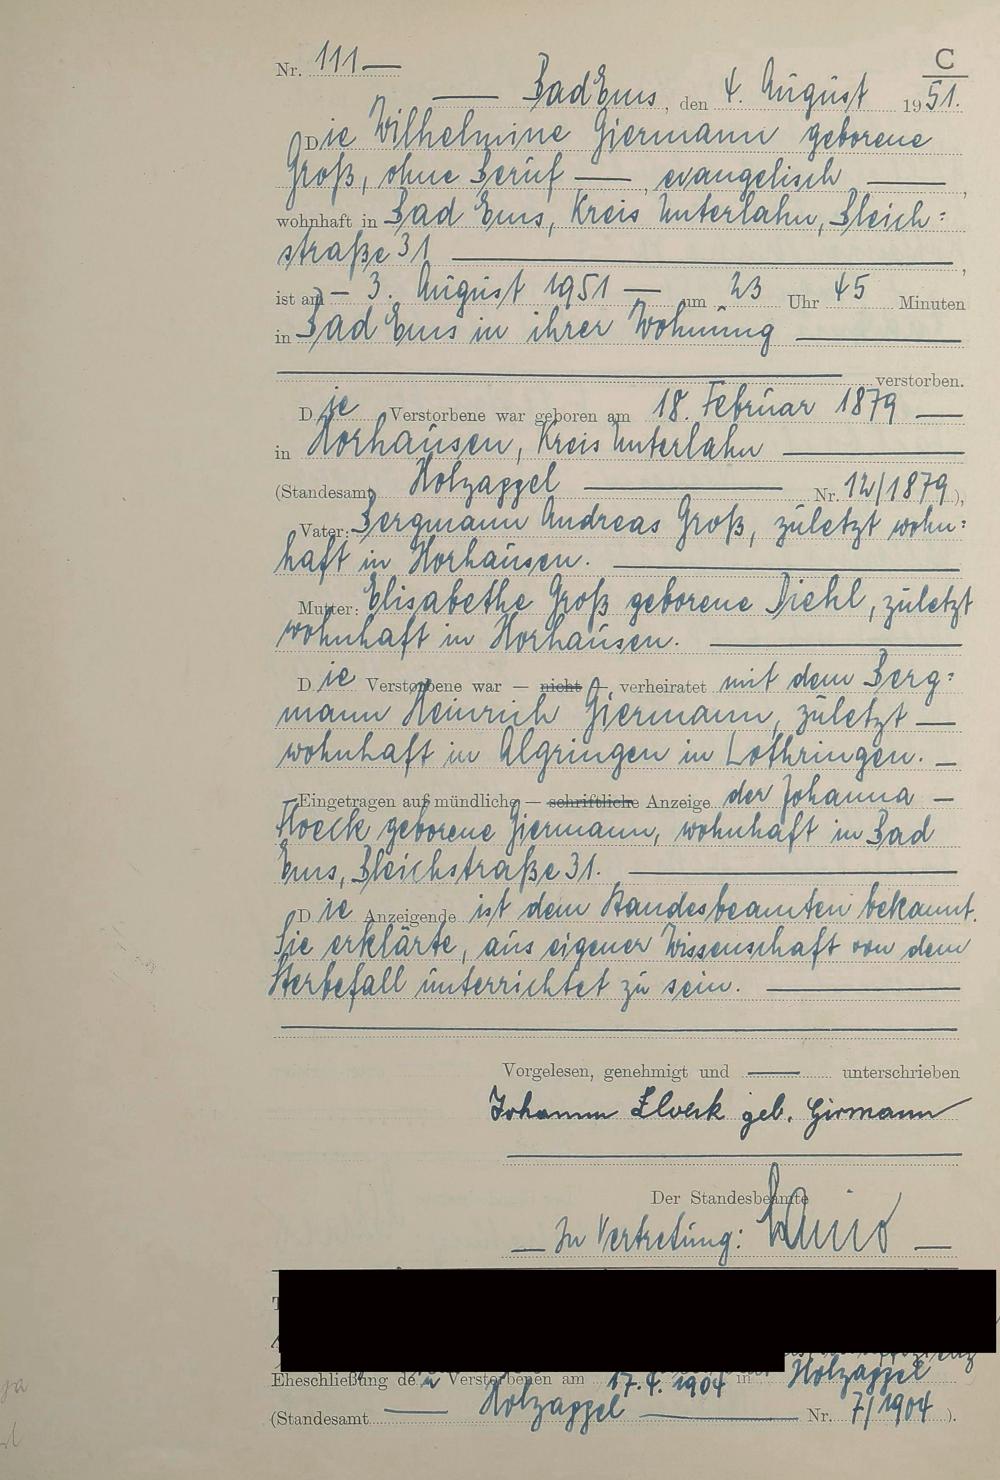 C
Nr. 111
Bad Ems, den 4. August 1951.
Die Wilhelmine Giermann geborene
Groß, ohne Beruf —, evangelisch —,
wohnhaft in Bad Ems, Kreis Unterlahn, Bleich=
straße 31 —,
ist am – 3. August 1951 — um 23 Uhr 45 Minuten
in Bad Ems in ihrer Wohnung —
verstorben.
Die Verstorbene war geboren am 18. Februar 1879 —
in Horhausen, Kreis Unterlahn —
(Standesamt Holzappel — Nr. 12/1879),
Vater: Bergmann Andreas Groß, zuletzt wohn=
haft in Horhausen. —
Mutter: Elisabethe Groß geborene Diehl, zuletzt
wohnhaft in Horhausen. —
Die Verstorbene war — nicht — verheiratet mit dem Berg=
mann Heinrich Giermann, zuletzt —
wohnhaft in Algringen in Lothringen. —
Eingetragen auf mündliche — schriftliche Anzeige der Johanna —
geborene Giermann, wohnhaft in Bad
Ems, Bleichstraße 31. —
Die Anzeigende ist dem Standesbeamten bekannt.
Sie erklärte, aus eigener Wissenschaft von dem
Sterbefall unterrichtet zu sein. —
Vorgelesen, genehmigt und — unterschrieben
geb. Girmann
Der Standesbeamte
— In Vertretung: —
Eheschließung der Verstorbenen am 17.4.1904 in Holzappel
(Standesamt — Holzappel — Nr. 7/1904).